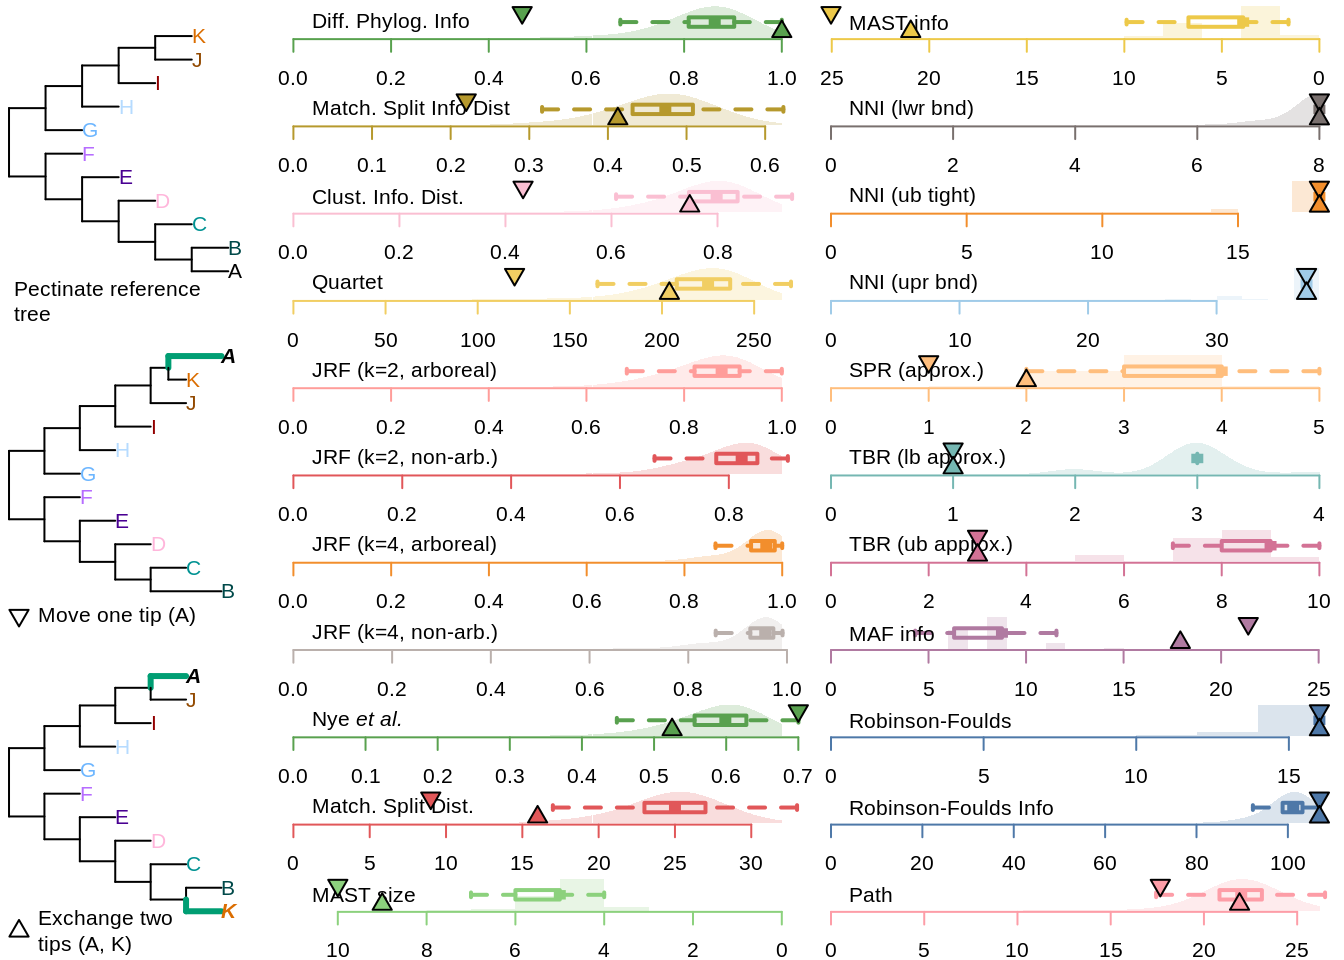 K
J
I
H
G
F
E
D
C
B
A
Pectinate reference
tree
A
K
J
I
H
G
F
E
D
C
B
Move one tip (A)
A
J
I
H
G
F
E
D
C
B
K
Exchange two
tips (A, K)
Diff. Phylog. Info
0.0 0.2 0.4 0.6 0.8 1.0
Match. Split Info Dist
0.0 0.1 0.2 0.3 0.4 0.5 0.6
Clust. Info. Dist.
0.0 0.2 0.4 0.6 0.8
Quartet
0 50 100 150 200 250
JRF (k=2, arboreal)
0.0 0.2 0.4 0.6 0.8 1.0
JRF (k=2, non-arb.)
0.0 0.2 0.4 0.6 0.8
JRF (k=4, arboreal)
0.0 0.2 0.4 0.6 0.8 1.0
JRF (k=4, non-arb.)
0.0 0.2 0.4 0.6 0.8 1.0
Nye et al.
0.0 0.1 0.2 0.3 0.4 0.5 0.6 0.7
Match. Split Dist.
0 5 10 15 20 25 30
MAST size
10 8 6 4 2 0
MAST info
25 20 15 10 5 0
NNI (lwr bnd)
0 2 4 6 8
NNI (ub tight)
0 5 10 15
NNI (upr bnd)
0 10 20 30
SPR (approx.)
0 1 2 3 4 5
TBR (lb approx.)
0 1 2 3 4
TBR (ub approx.)
0 2 4 6 8 10
MAF info
0 5 10 15 20 25
Robinson-Foulds
0 5 10 15
Robinson-Foulds Info
0 20 40 60 80 100
Path
0 5 10 15 20 25